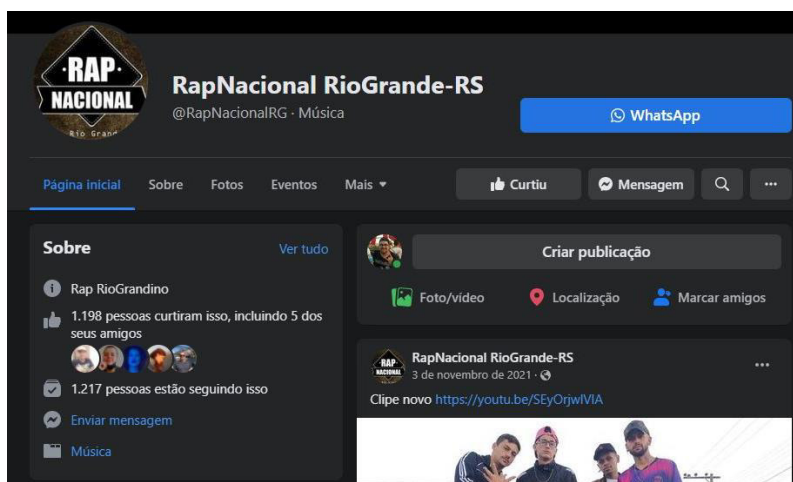 ·RAP·
NACIONAL
Rio Grand
RapNacional RioGrande-RS
@RapNacionalRG · Música
WhatsApp
Página inicial
Sobre
Fotos
Eventos
Mais
Curtiu
Mensagem
Sobre
Ver tudo
Rap RioGrandino
1.198 pessoas curtiram isso, incluindo 5 dos
seus amigos
1.217 pessoas estão seguindo isso
Enviar mensagem
Música
Criar publicação
Foto/vídeo
Localização
Marcar amigos
·RAP·
NACIONAL
RapNacional RioGrande-RS
3 de novembro de 2021 ·
Clipe novo https://youtu.be/SEyOrjwIVIA